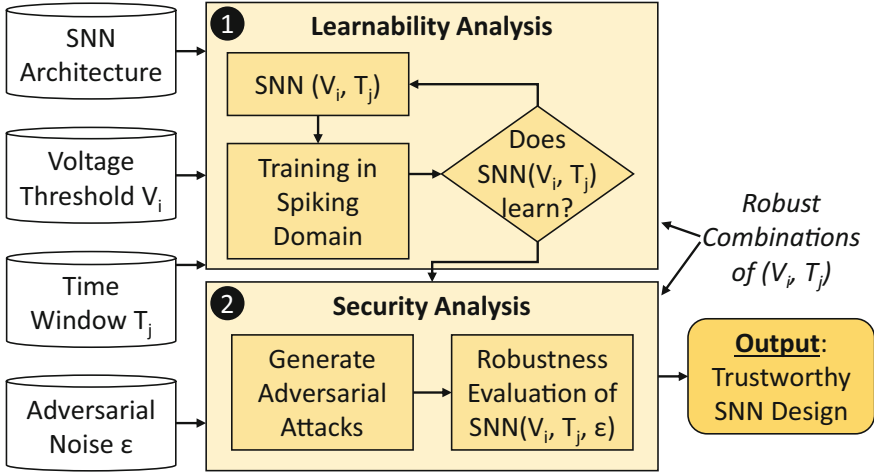 SNN
Architecture
Voltage
Threshold Vᵢ
Time
Window Tⱼ
Adversarial
Noise ε
1
Learnability Analysis
SNN (Vᵢ, Tⱼ)
Training in
Spiking
Domain
Does
SNN(Vᵢ, Tⱼ)
learn?
2
Security Analysis
Generate
Adversarial
Attacks
Robustness
Evaluation of
SNN(Vᵢ, Tⱼ, ε)
Robust
Combinations
of (Vᵢ, Tⱼ)
Output:
Trustworthy
SNN Design